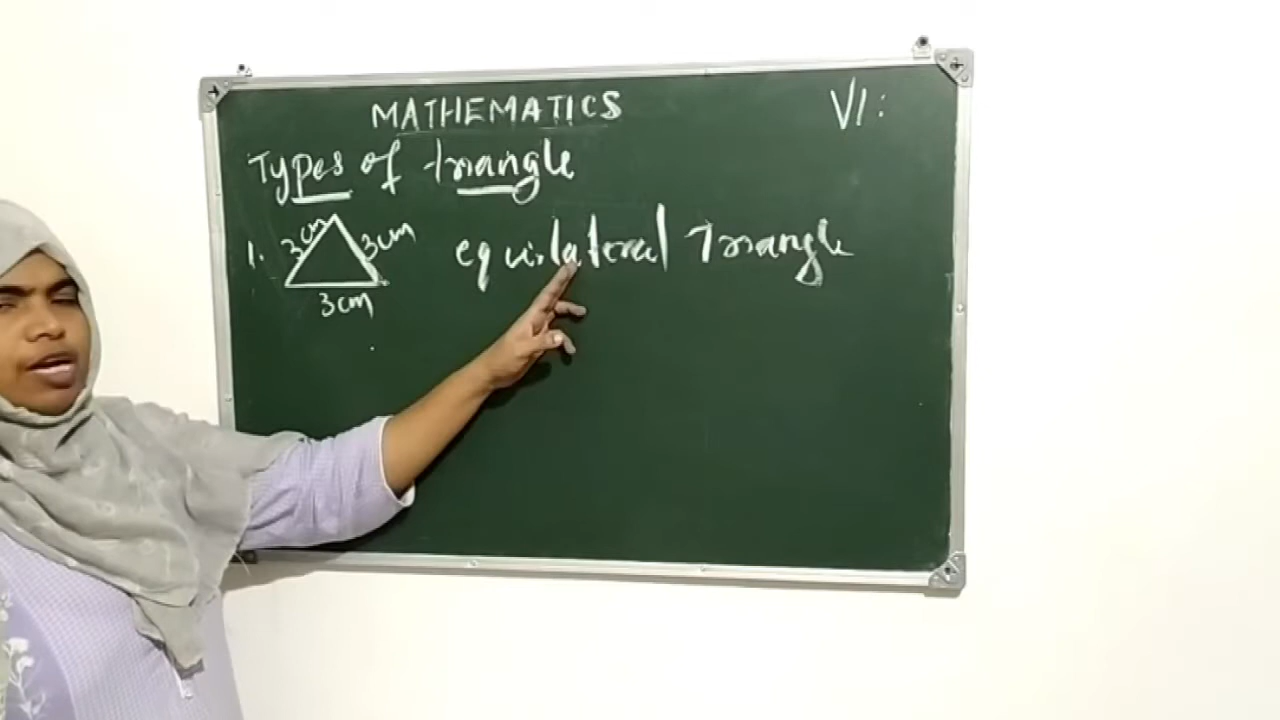 MATHEMATICS VI:
Types of triangle
1. 3cm 3cm equilateral Triangle
3cm